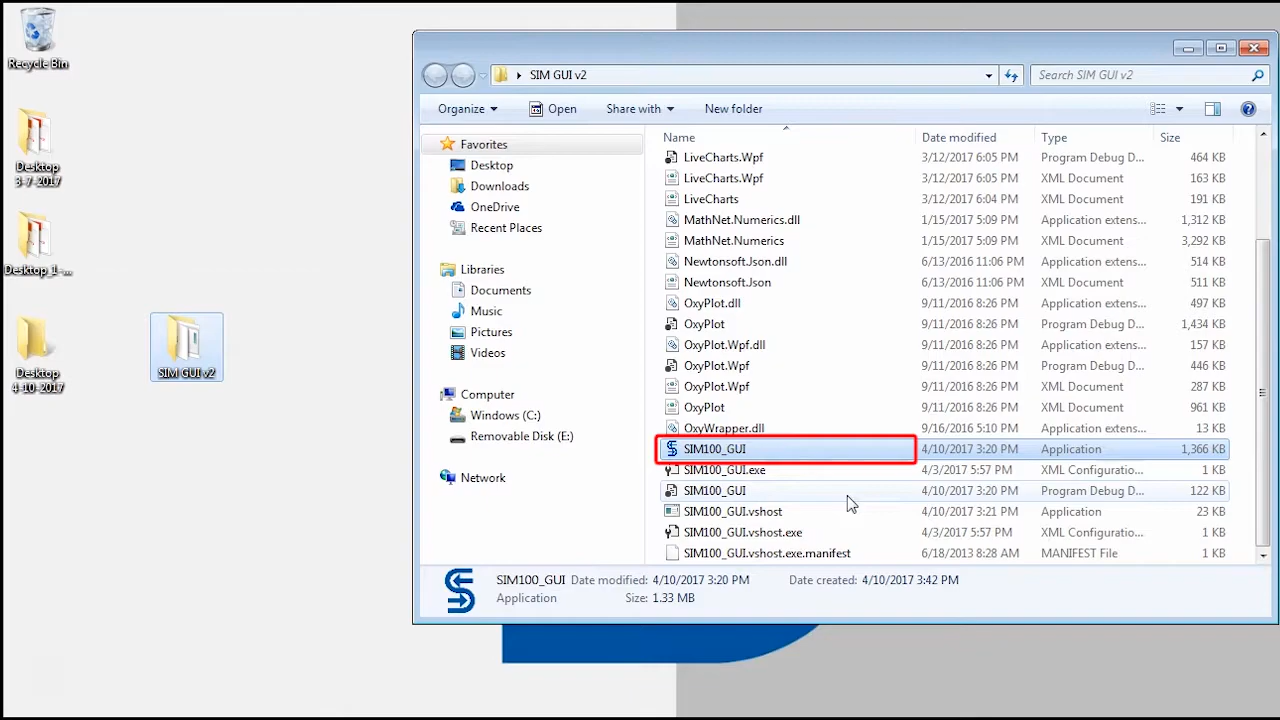 Recycle Bin
Desktop
3-7-2017
Desktop_1-...
Desktop
4-10-2017
SIM GUI v2
SIM GUI v2
Search SIM GUI v2
Organize Open Share with New folder
Favorites
Desktop
Downloads
OneDrive
Recent Places
Libraries
Documents
Music
Pictures
Videos
Computer
Windows (C:)
Removable Disk (E:)
Network
Name Date modified Type Size
LiveCharts.Wpf 3/12/2017 6:05 PM Program Debug D... 464 KB
LiveCharts.Wpf 3/12/2017 6:05 PM XML Document 163 KB
LiveCharts 3/12/2017 6:04 PM XML Document 191 KB
MathNet.Numerics.dll 1/15/2017 5:09 PM Application extens... 1,312 KB
MathNet.Numerics 1/15/2017 5:09 PM XML Document 3,292 KB
Newtonsoft.Json.dll 6/13/2016 11:06 PM Application extens... 514 KB
Newtonsoft.Json 6/13/2016 11:06 PM XML Document 511 KB
OxyPlot.dll 9/11/2016 8:26 PM Application extens... 497 KB
OxyPlot 9/11/2016 8:26 PM Program Debug D... 1,434 KB
OxyPlot.Wpf.dll 9/11/2016 8:26 PM Application extens... 157 KB
OxyPlot.Wpf 9/11/2016 8:26 PM Program Debug D... 446 KB
OxyPlot.Wpf 9/11/2016 8:26 PM XML Document 287 KB
OxyPlot 9/11/2016 8:26 PM XML Document 961 KB
OxyWrapper.dll 9/16/2016 5:10 PM Application extens... 13 KB
SIM100_GUI 4/10/2017 3:20 PM Application 1,366 KB
SIM100_GUI.exe 4/3/2017 5:57 PM XML Configuratio... 1 KB
SIM100_GUI 4/10/2017 3:20 PM Program Debug D... 122 KB
SIM100_GUI.vshost 4/10/2017 3:21 PM Application 23 KB
SIM100_GUI.vshost.exe 4/3/2017 5:57 PM XML Configuratio... 1 KB
SIM100_GUI.vshost.exe.manifest 6/18/2013 8:28 AM MANIFEST File 1 KB
SIM100_GUI Date modified: 4/10/2017 3:20 PM Date created: 4/10/2017 3:42 PM
Application Size: 1.33 MB